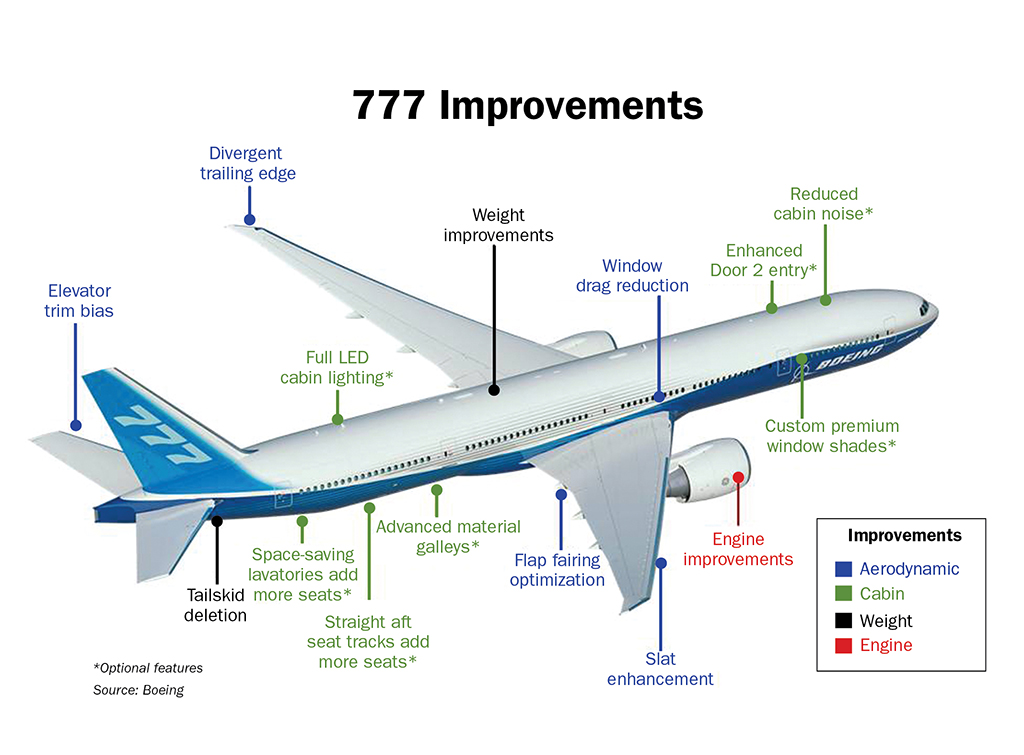 777 Improvements
Divergent
trailing edge
Weight
improvements
Reduced
cabin noise*
Enhanced
Door 2 entry*
Window
drag reduction
Elevator
trim bias
Full LED
cabin lighting*
BOEING
777
Custom premium
window shades*
Advanced material
galleys*
Space-saving
lavatories add
more seats*
Tailskid
deletion
Straight aft
seat tracks add
more seats*
Flap fairing
optimization
Engine
improvements
Slat
enhancement
Improvements
Aerodynamic
Cabin
Weight
Engine
*Optional features
Source: Boeing